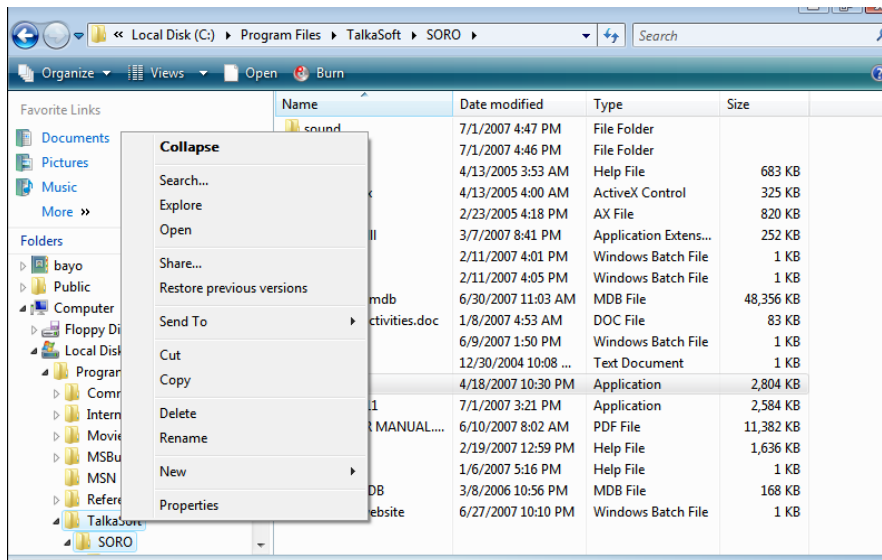 « Local Disk (C:) ▸ Program Files ▸ TalkaSoft ▸ SORO ▸ Search
Organize Views Open Burn
Favorite Links
Documents
Pictures
Music
More »
Folders
bayo
Public
Computer
Floppy
Local
MSN
TalkaSoft
SORO
Collapse
Search...
Explore
Open
Share...
Restore previous versions
Send To
Cut
Copy
Delete
Rename
New
Properties
Name Date modified Type Size
sound 7/1/2007 4:47 PM File Folder
7/1/2007 4:46 PM File Folder
4/13/2005 3:53 AM Help File 683 KB
4/13/2005 4:00 AM ActiveX Control 325 KB
2/23/2005 4:18 PM AX File 820 KB
3/7/2007 8:41 PM Application Extens... 252 KB
2/11/2007 4:01 PM Windows Batch File 1 KB
2/11/2007 4:05 PM Windows Batch File 1 KB
mdb 6/30/2007 11:03 AM MDB File 48,356 KB
ctivities.doc 1/8/2007 4:53 AM DOC File 83 KB
6/9/2007 1:50 PM Windows Batch File 1 KB
12/30/2004 10:08 ... Text Document 1 KB
4/18/2007 10:30 PM Application 2,804 KB
7/1/2007 3:21 PM Application 2,584 KB
MANUAL.... 6/10/2007 8:02 AM PDF File 11,382 KB
2/19/2007 12:59 PM Help File 1,636 KB
1/6/2007 5:16 PM Help File 1 KB
DB 3/8/2006 10:56 PM MDB File 168 KB
ebsite 6/27/2007 10:10 PM Windows Batch File 1 KB